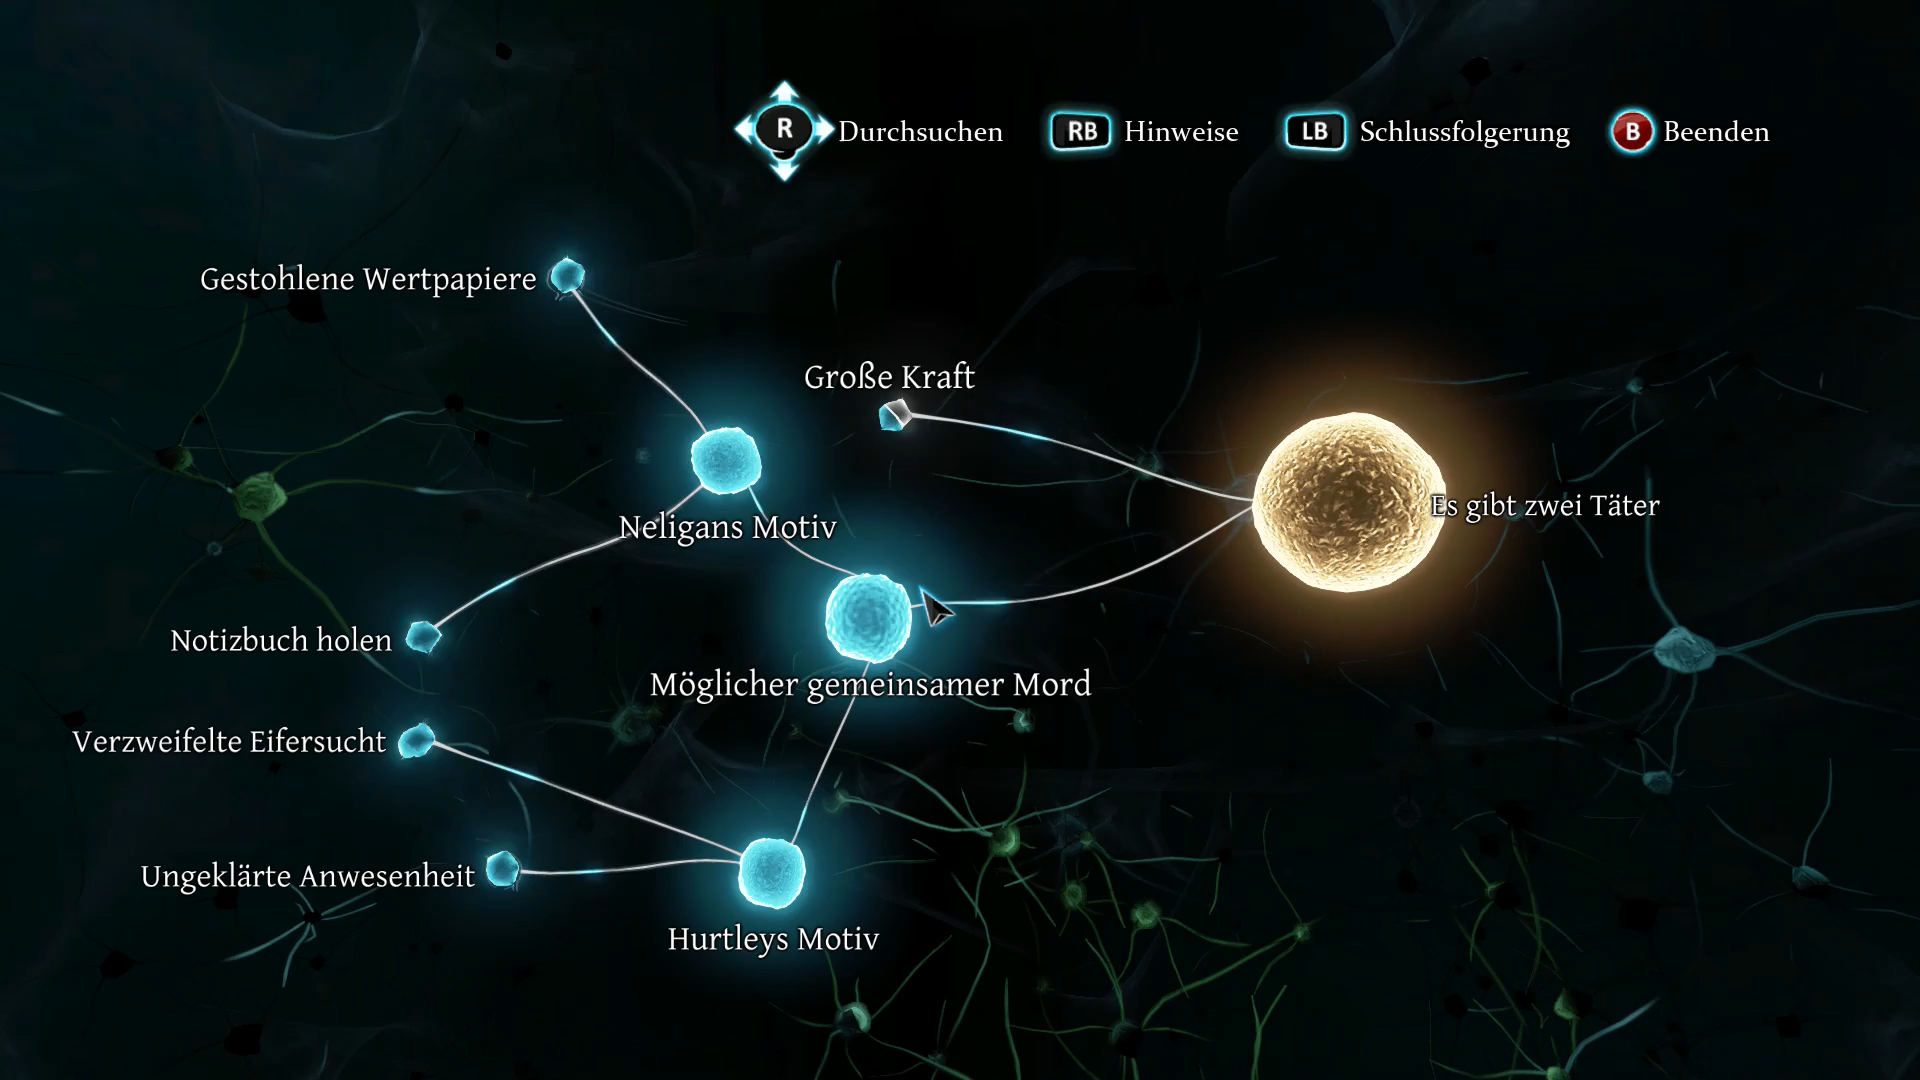 R Durchsuchen RB Hinweise LB Schlussfolgerung B Beenden
Gestohlene Wertpapiere
Große Kraft
Es gibt zwei Täter
Neligans Motiv
Notizbuch holen
Möglicher gemeinsamer Mord
Verzweifelte Eifersucht
Ungeklärte Anwesenheit
Hurtleys Motiv